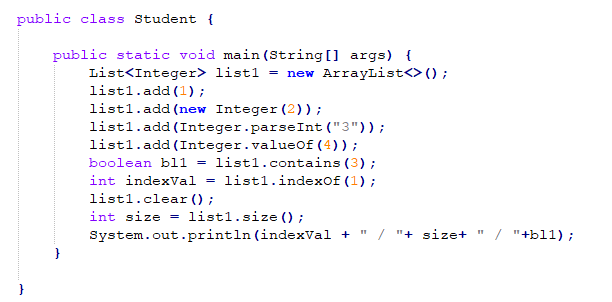 public class Student {
public static void main(String[] args) {
List<Integer> list1 = new ArrayList<>();
list1.add(1);
list1.add(new Integer(2));
list1.add(Integer.parseInt("3"));
list1.add(Integer.valueOf(4));
boolean bl1 = list1.contains(3);
int indexVal = list1.indexOf(1);
list1.clear();
int size = list1.size();
System.out.println(indexVal + " / "+ size+ " / "+bl1);
}
}